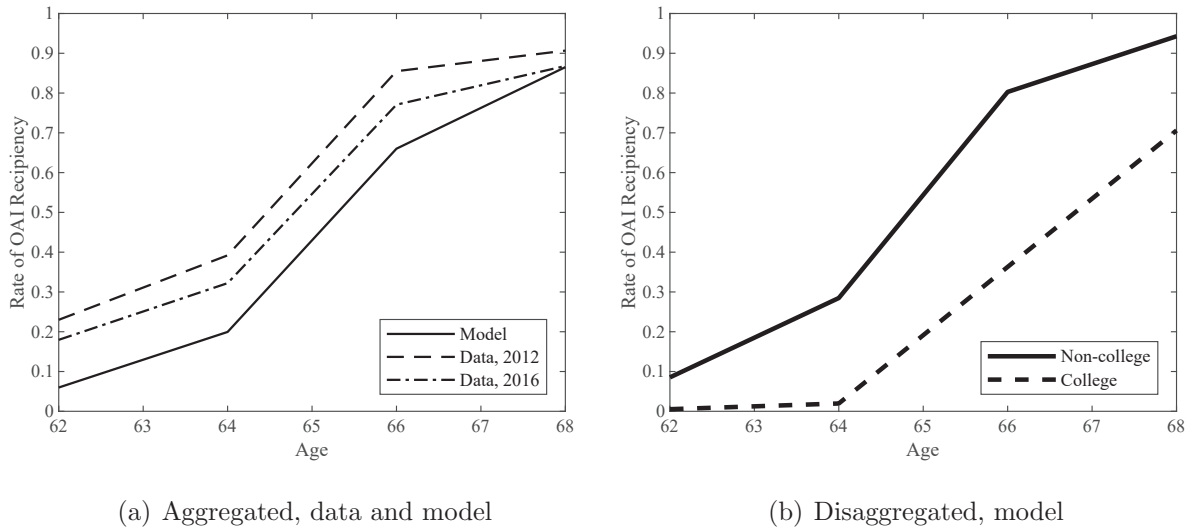 1
0.9
0.8
0.7
0.6
0.5
0.4
0.3
0.2
0.1
0
Rate of OAI Recipiency
62 63 64 65 66 67 68
Age
Model
Data, 2012
Data, 2016
(a) Aggregated, data and model
1
0.9
0.8
0.7
0.6
0.5
0.4
0.3
0.2
0.1
0
Rate of OAI Recipiency
62 63 64 65 66 67 68
Age
Non-college
College
(b) Disaggregated, model